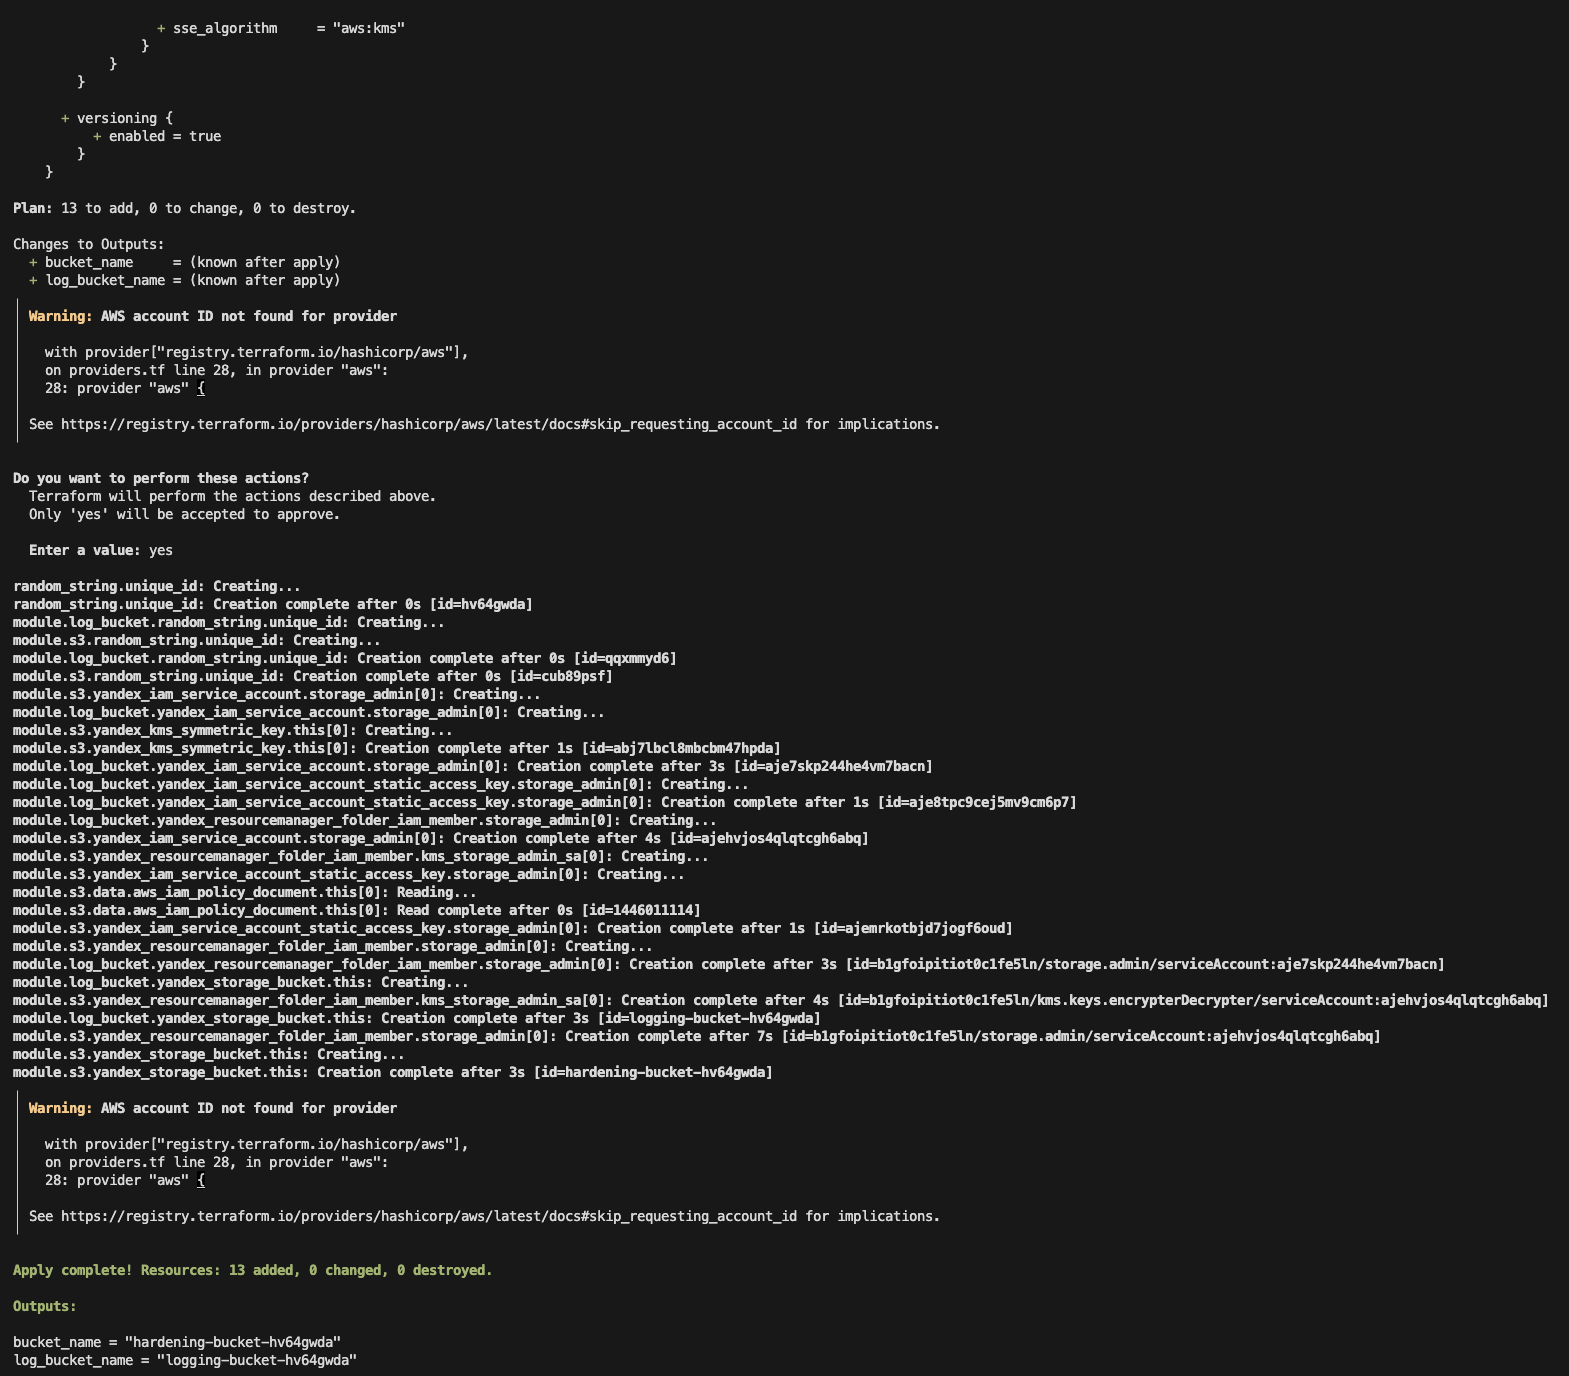 + sse_algorithm     = "aws:kms"
}
}
}
+ versioning {
+ enabled = true
}
}
Plan: 13 to add, 0 to change, 0 to destroy.
Changes to Outputs:
+ bucket_name     = (known after apply)
+ log_bucket_name = (known after apply)
Warning: AWS account ID not found for provider
with provider["registry.terraform.io/hashicorp/aws"],
on providers.tf line 28, in provider "aws":
28: provider "aws" {
See https://registry.terraform.io/providers/hashicorp/aws/latest/docs#skip_requesting_account_id for implications.
Do you want to perform these actions?
Terraform will perform the actions described above.
Only 'yes' will be accepted to approve.
Enter a value: yes
random_string.unique_id: Creating...
random_string.unique_id: Creation complete after 0s [id=hv64gwda]
module.log_bucket.random_string.unique_id: Creating...
module.s3.random_string.unique_id: Creating...
module.log_bucket.random_string.unique_id: Creation complete after 0s [id=qqxmmyd6]
module.s3.random_string.unique_id: Creation complete after 0s [id=cub89psf]
module.s3.yandex_iam_service_account.storage_admin[0]: Creating...
module.log_bucket.yandex_iam_service_account.storage_admin[0]: Creating...
module.s3.yandex_kms_symmetric_key.this[0]: Creating...
module.s3.yandex_kms_symmetric_key.this[0]: Creation complete after 1s [id=abj7lbcl8mbcbm47hpda]
module.log_bucket.yandex_iam_service_account.storage_admin[0]: Creation complete after 3s [id=aje7skp244he4vm7bacn]
module.log_bucket.yandex_iam_service_account_static_access_key.storage_admin[0]: Creating...
module.log_bucket.yandex_iam_service_account_static_access_key.storage_admin[0]: Creation complete after 1s [id=aje8tpc9cej5mv9cm6p7]
module.log_bucket.yandex_resourcemanager_folder_iam_member.storage_admin[0]: Creating...
module.s3.yandex_iam_service_account.storage_admin[0]: Creation complete after 4s [id=ajehvjos4qlqtcgh6abq]
module.s3.yandex_resourcemanager_folder_iam_member.kms_storage_admin_sa[0]: Creating...
module.s3.yandex_iam_service_account_static_access_key.storage_admin[0]: Creating...
module.s3.data.aws_iam_policy_document.this[0]: Reading...
module.s3.data.aws_iam_policy_document.this[0]: Read complete after 0s [id=1446011114]
module.s3.yandex_iam_service_account_static_access_key.storage_admin[0]: Creation complete after 1s [id=ajemrkotbjd7jogf6oud]
module.s3.yandex_resourcemanager_folder_iam_member.storage_admin[0]: Creating...
module.log_bucket.yandex_resourcemanager_folder_iam_member.storage_admin[0]: Creation complete after 3s [id=b1gfoipitiot0c1fe5ln/storage.admin/serviceAccount:aje7skp244he4vm7bacn]
module.log_bucket.yandex_storage_bucket.this: Creating...
module.s3.yandex_resourcemanager_folder_iam_member.kms_storage_admin_sa[0]: Creation complete after 4s [id=b1gfoipitiot0c1fe5ln/kms.keys.encrypterDecrypter/serviceAccount:ajehvjos4qlqtcgh6abq]
module.log_bucket.yandex_storage_bucket.this: Creation complete after 3s [id=logging-bucket-hv64gwda]
module.s3.yandex_resourcemanager_folder_iam_member.storage_admin[0]: Creation complete after 7s [id=b1gfoipitiot0c1fe5ln/storage.admin/serviceAccount:ajehvjos4qlqtcgh6abq]
module.s3.yandex_storage_bucket.this: Creating...
module.s3.yandex_storage_bucket.this: Creation complete after 3s [id=hardening-bucket-hv64gwda]
Warning: AWS account ID not found for provider
with provider["registry.terraform.io/hashicorp/aws"],
on providers.tf line 28, in provider "aws":
28: provider "aws" {
See https://registry.terraform.io/providers/hashicorp/aws/latest/docs#skip_requesting_account_id for implications.
Apply complete! Resources: 13 added, 0 changed, 0 destroyed.
Outputs:
bucket_name = "hardening-bucket-hv64gwda"
log_bucket_name = "logging-bucket-hv64gwda"